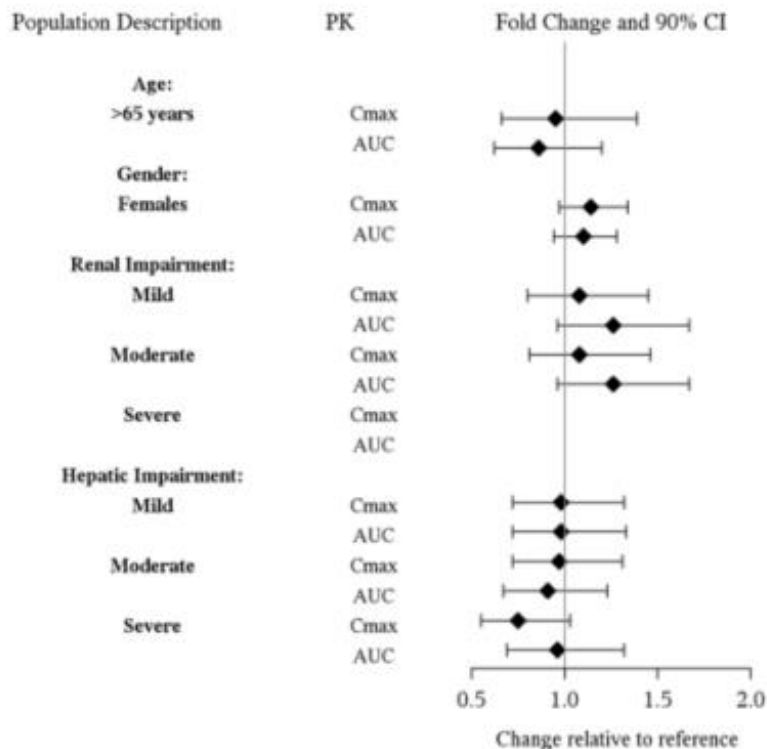 Population Description PK Fold Change and 90% CI
Age:
>65 years Cmax
AUC
Gender:
Females Cmax
AUC
Renal Impairment:
Mild Cmax
AUC
Moderate Cmax
AUC
Severe Cmax
AUC
Hepatic Impairment:
Mild Cmax
AUC
Moderate Cmax
AUC
Severe Cmax
AUC
0.5 1.0 1.5 2.0
Change relative to reference